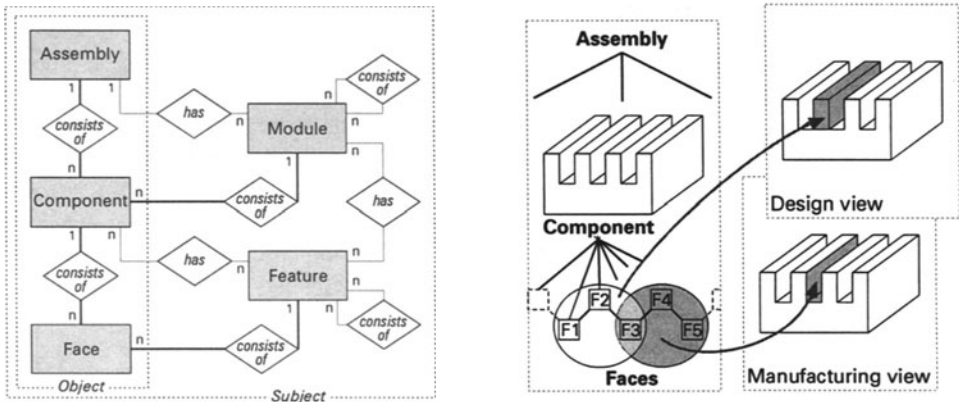 Assembly
1
1
consists
of
n
has
n
Module
n
n
consists
of
n
1
Component
n
consists
of
n
has
1
n
has
n
n
Feature
n
n
consists
of
1
consists
of
n
Face
n
consists
of
1
Object
Subject
Assembly
Component
F1
F2
F3
F4
F5
Faces
Design view
Manufacturing view